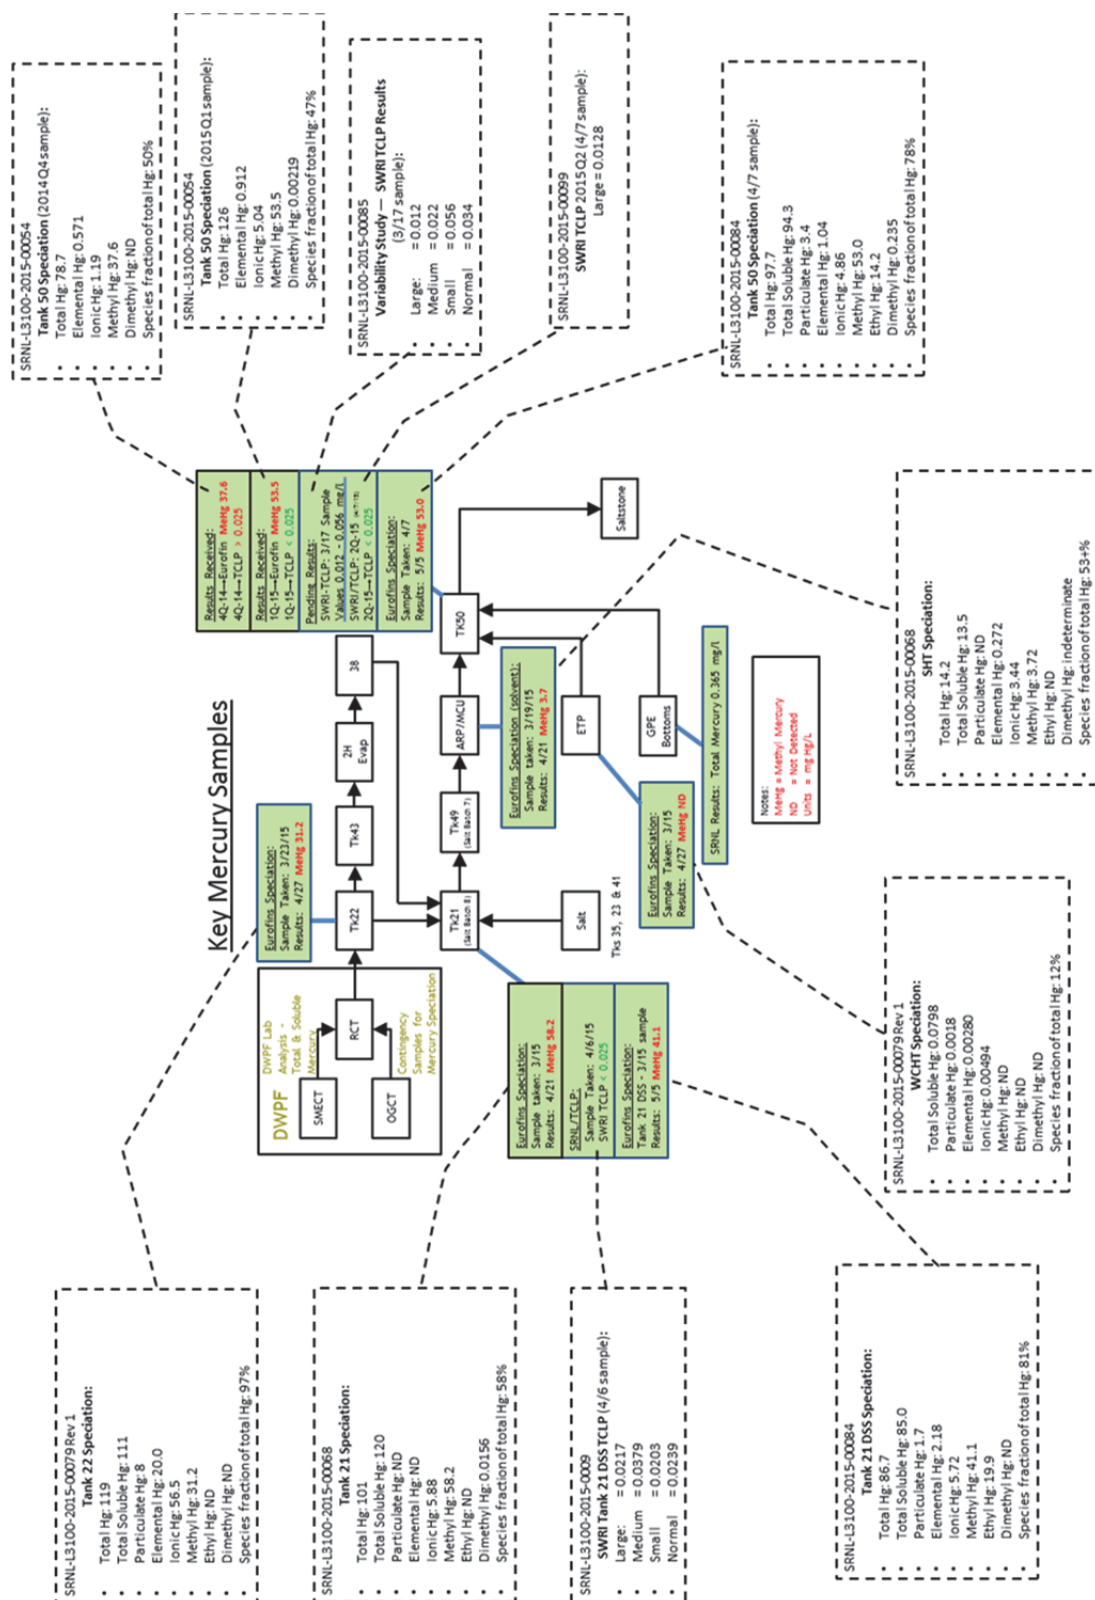 Key Mercury Samples
SRNL-L3100-2015-00079 Rev 1
Tank 22 Speciation:
• Total Hg: 119
• Total Soluble Hg: 111
• Particulate Hg: 8
• Elemental Hg: 20.0
• Ionic Hg: 56.5
• Methyl Hg: 31.2
• Ethyl Hg: ND
• Dimethyl Hg: ND
• Species fraction of total Hg: 97%
SRNL-L3100-2015-00068
Tank 21 Speciation:
• Total Hg: 101
• Total Soluble Hg: 120
• Particulate Hg: ND
• Elemental Hg: ND
• Ionic Hg: 5.88
• Methyl Hg: 58.2
• Ethyl Hg: ND
• Dimethyl Hg: 0.0156
• Species fraction of total Hg: 58%
SRNL-L3100-2015-0009
SWRI Tank 21 DSS TCLP (4/6 sample):
• Large: = 0.0217
• Medium = 0.0379
• Small = 0.0203
• Normal = 0.0239
SRNL-L3100-2015-00084
Tank 21 DSS Speciation:
• Total Hg: 86.7
• Total Soluble Hg: 85.0
• Particulate Hg: 1.7
• Elemental Hg: 2.18
• Ionic Hg: 5.72
• Methyl Hg: 41.1
• Ethyl Hg: 19.9
• Dimethyl Hg: ND
• Species fraction of total Hg: 81%
DWPF
DWPF Lab
Analysis -
Total & Soluble
Mercury
SMECT
OGCT
RCT
Contingency
Samples for
Mercury Speciation
Eurofins Speciation:
Sample Taken: 3/23/15
Results: 4/27 MeHg 31.2
Tk22
Tk43
2H
Evap
38
Eurofins Speciation:
Sample taken: 3/15
Results: 4/21 MeHg 58.2
SRNL/TCLP:
Sample Taken: 4/6/15
SWRI TCLP < 0.025
Eurofins Speciation:
Tank 21 DSS - 3/15 sample
Results: 5/5 MeHg 41.1
Tk21
(Salt Batch 8)
Tk49
(Salt Batch 7)
ARP/MCU
TK50
Salt
Tks 35, 23 & 41
Eurofins Speciation (solvent):
Sample taken: 3/19/15
Results: 4/21 MeHg 3.7
ETP
GPE
Bottoms
Saltstone
Eurofins Speciation:
Sample Taken: 3/15
Results: 4/27 MeHg ND
SRNL Results: Total Mercury 0.365 mg/l
Notes:
MeHg = Methyl Mercury
ND = Not Detected
Units = mg Hg/L
Results Received:
4Q-14→Eurofin MeHg 37.6
4Q-14→TCLP > 0.025
Results Received:
1Q-15→Eurofin MeHg 53.5
1Q-15→TCLP < 0.025
Pending Results:
SWRI-TCLP: 3/17 Sample
Values 0.012 - 0.056 mg/l
SWRI/TCLP: 2Q-15 (4/7/15)
2Q-15→TCLP < 0.025
Eurofins Speciation:
Sample Taken: 4/7
Results: 5/5 MeHg 53.0
SRNL-L3100-2015-00079 Rev 1
WCHT Speciation:
• Total Soluble Hg: 0.0798
• Particulate Hg: 0.0018
• Elemental Hg: 0.00280
• Ionic Hg: 0.00494
• Methyl Hg: ND
• Ethyl Hg: ND
• Dimethyl Hg: ND
• Species fraction of total Hg: 12%
SRNL-L3100-2015-00068
SHT Speciation:
• Total Hg: 14.2
• Total Soluble Hg: 13.5
• Particulate Hg: ND
• Elemental Hg: 0.272
• Ionic Hg: 3.44
• Methyl Hg: 3.72
• Ethyl Hg: ND
• Dimethyl Hg: indeterminate
• Species fraction of total Hg: 53+%
SRNL-L3100-2015-00054
Tank 50 Speciation (2014 Q4 sample):
• Total Hg: 78.7
• Elemental Hg: 0.571
• Ionic Hg: 1.19
• Methyl Hg: 37.6
• Dimethyl Hg: ND
• Species fraction of total Hg: 50%
SRNL-L3100-2015-00054
Tank 50 Speciation (2015 Q1 sample):
• Total Hg: 126
• Elemental Hg: 0.912
• Ionic Hg: 5.04
• Methyl Hg: 53.5
• Dimethyl Hg: 0.00219
• Species fraction of total Hg: 47%
SRNL-L3100-2015-00085
Variability Study — SWRI TCLP Results
(3/17 sample):
• Large: = 0.012
• Medium = 0.022
• Small = 0.056
• Normal = 0.034
SRNL-L3100-2015-00099
SWRI TCLP 2015 Q2 (4/7 sample):
Large = 0.0128
SRNL-L3100-2015-00084
Tank 50 Speciation (4/7 sample):
• Total Hg: 97.7
• Total Soluble Hg: 94.3
• Particulate Hg: 3.4
• Elemental Hg: 1.04
• Ionic Hg: 4.86
• Methyl Hg: 53.0
• Ethyl Hg: 14.2
• Dimethyl Hg: 0.235
• Species fraction of total Hg: 78%